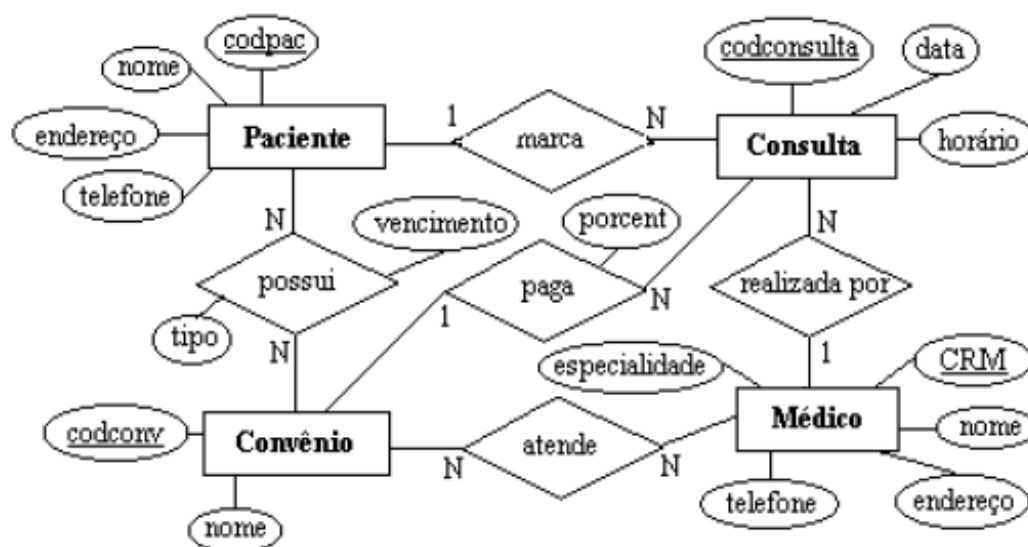 codpac
codconsulta
data
nome
endereço
Paciente
1
marca
N
Consulta
horário
telefone
N
vencimento
porcent
N
possui
paga
realizada por
1
N
tipo
N
especialidade
1
CRM
codconv
Convênio
N
atende
N
Médico
nome
nome
telefone
endereço